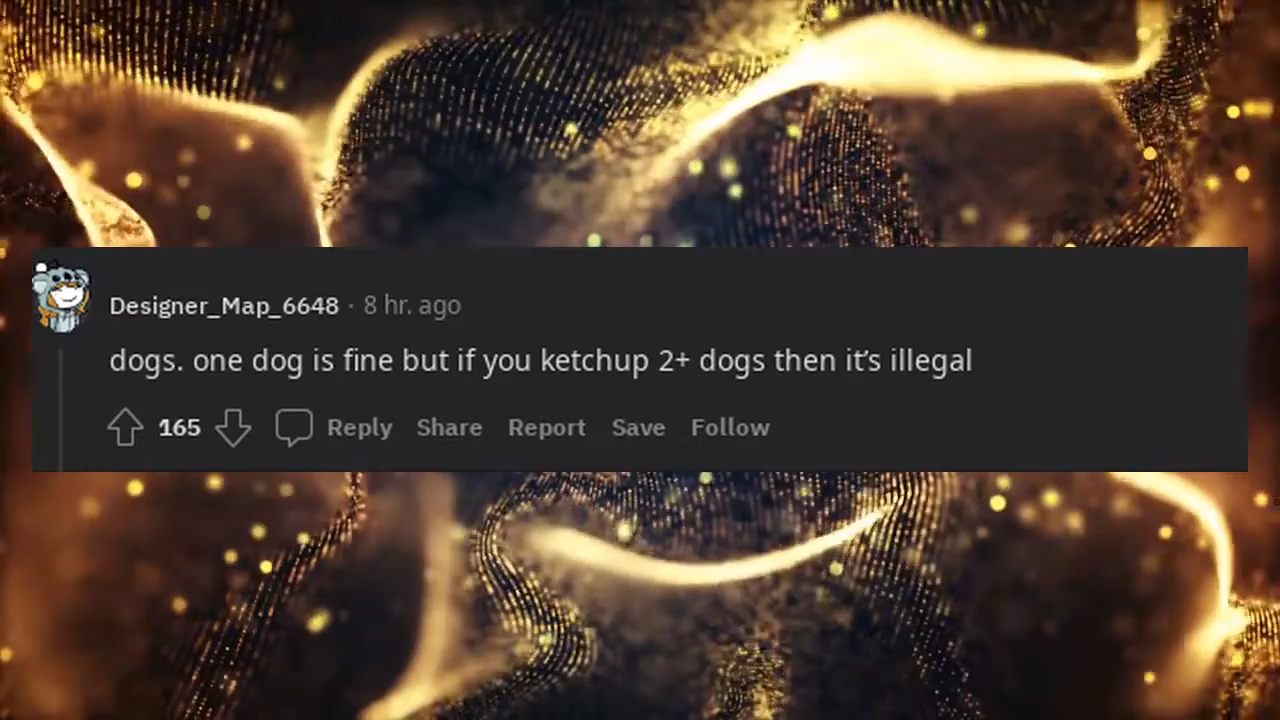 Designer_Map_6648 · 8 hr. ago
dogs. one dog is fine but if you ketchup 2+ dogs then it’s illegal
165 Reply Share Report Save Follow